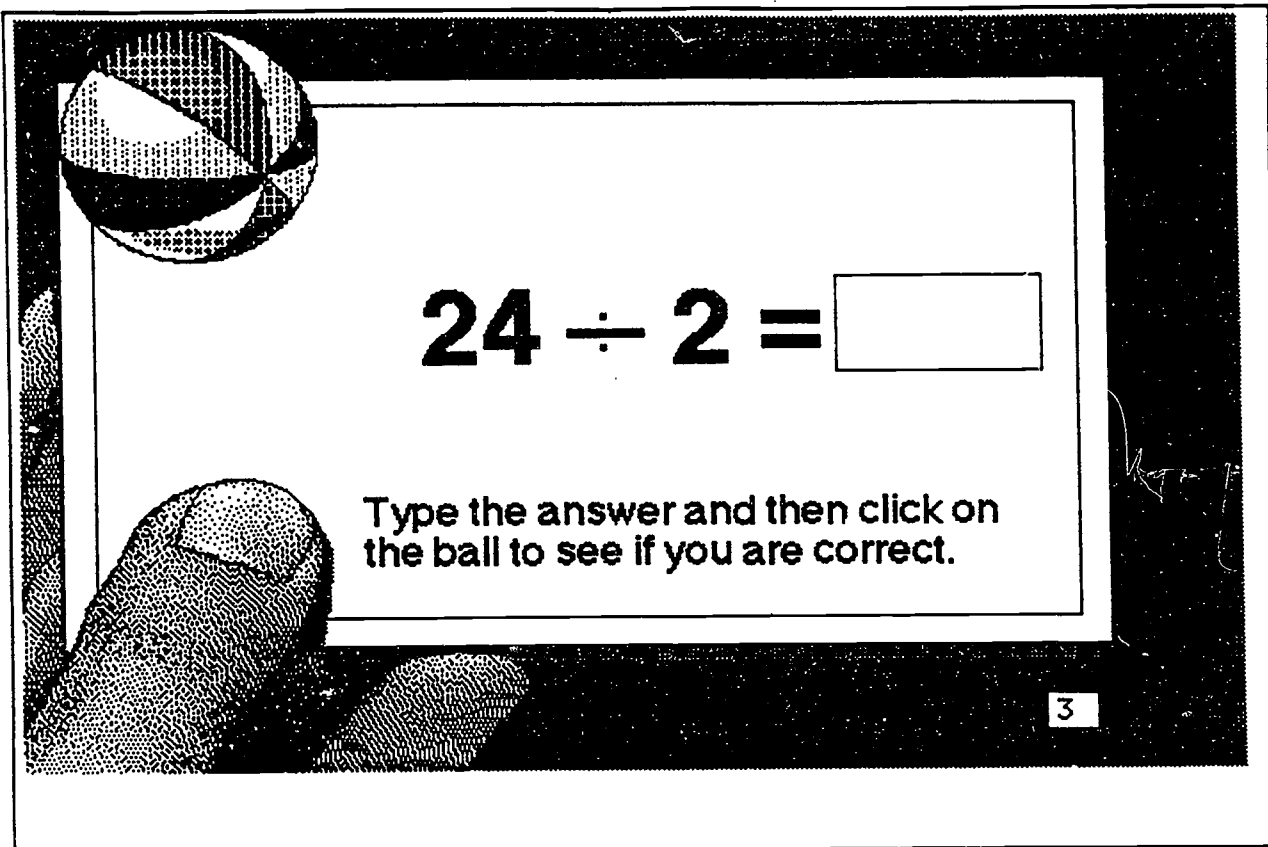 24 ÷ 2 =
Type the answer and then click on
the ball to see if you are correct.
3